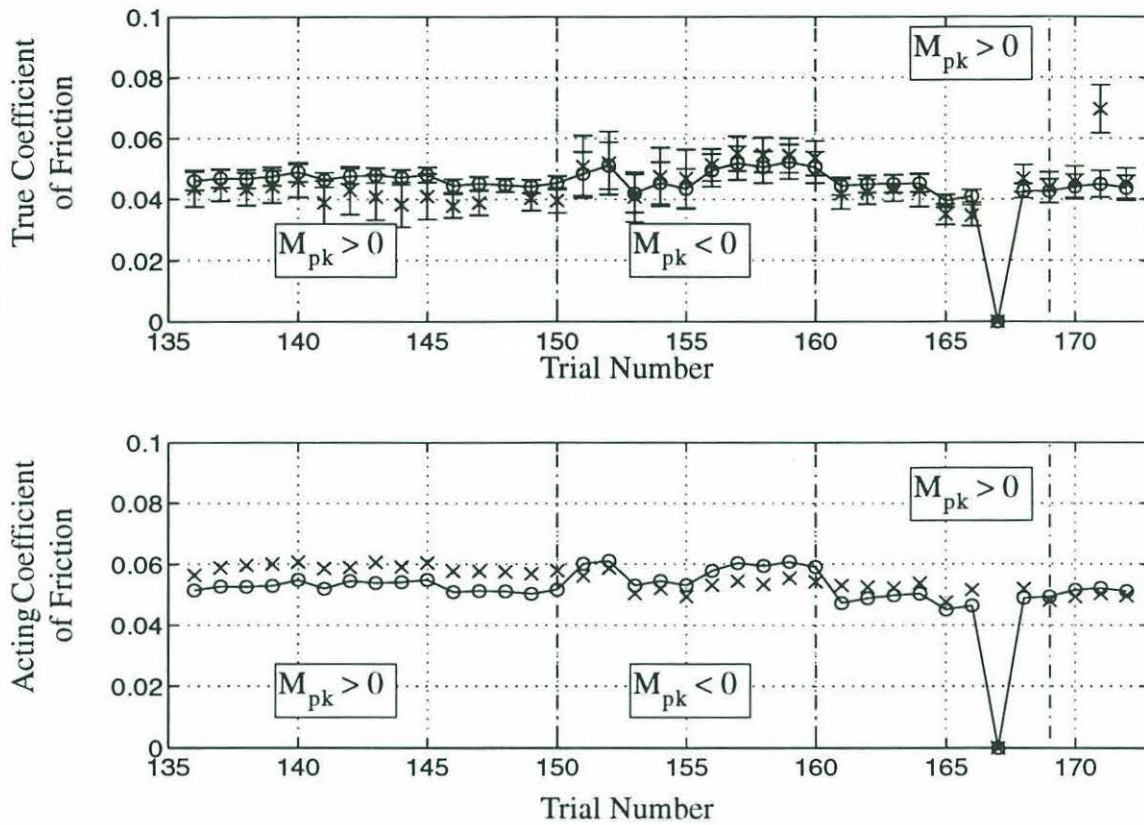 True Coefficient
of Friction
0.1
0.08
0.06
0.04
0.02
0
M_pk > 0
M_pk > 0
M_pk < 0
135 140 145 150 155 160 165 170
Trial Number
Acting Coefficient
of Friction
0.1
0.08
0.06
0.04
0.02
0
M_pk > 0
M_pk > 0
M_pk < 0
135 140 145 150 155 160 165 170
Trial Number